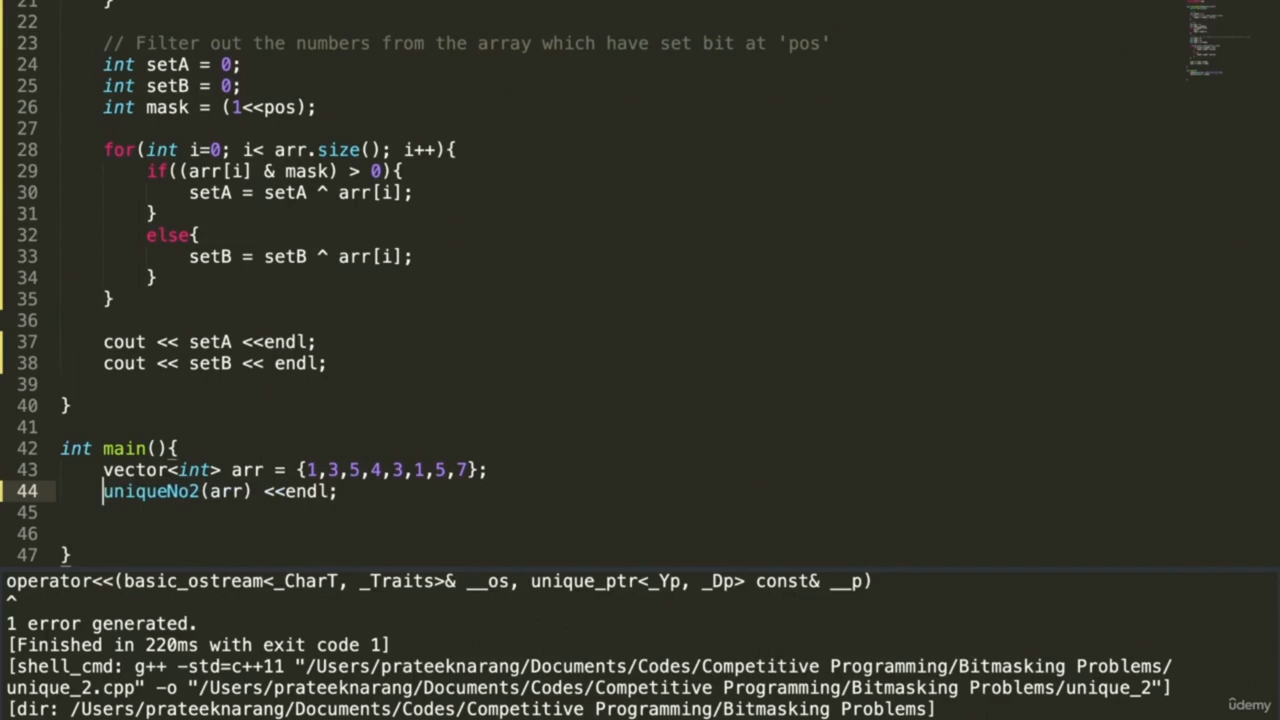 21 }
22
23 // Filter out the numbers from the array which have set bit at 'pos'
24 int setA = 0;
25 int setB = 0;
26 int mask = (1<<pos);
27
28 for(int i=0; i< arr.size(); i++){
29 if((arr[i] & mask) > 0){
30 setA = setA ^ arr[i];
31 }
32 else{
33 setB = setB ^ arr[i];
34 }
35 }
36
37 cout << setA <<endl;
38 cout << setB << endl;
39
40 }
41
42 int main(){
43 vector<int> arr = {1,3,5,4,3,1,5,7};
44 uniqueNo2(arr) <<endl;
45
46
47 }
operator<<(basic_ostream<_CharT, _Traits>& __os, unique_ptr<_Yp, _Dp> const& __p)
^
1 error generated.
[Finished in 220ms with exit code 1]
[shell_cmd: g++ -std=c++11 "/Users/prateeknarang/Documents/Codes/Competitive Programming/Bitmasking Problems/
unique_2.cpp" -o "/Users/prateeknarang/Documents/Codes/Competitive Programming/Bitmasking Problems/unique_2"]
[dir: /Users/prateeknarang/Documents/Codes/Competitive Programming/Bitmasking Problems]
ûdemy